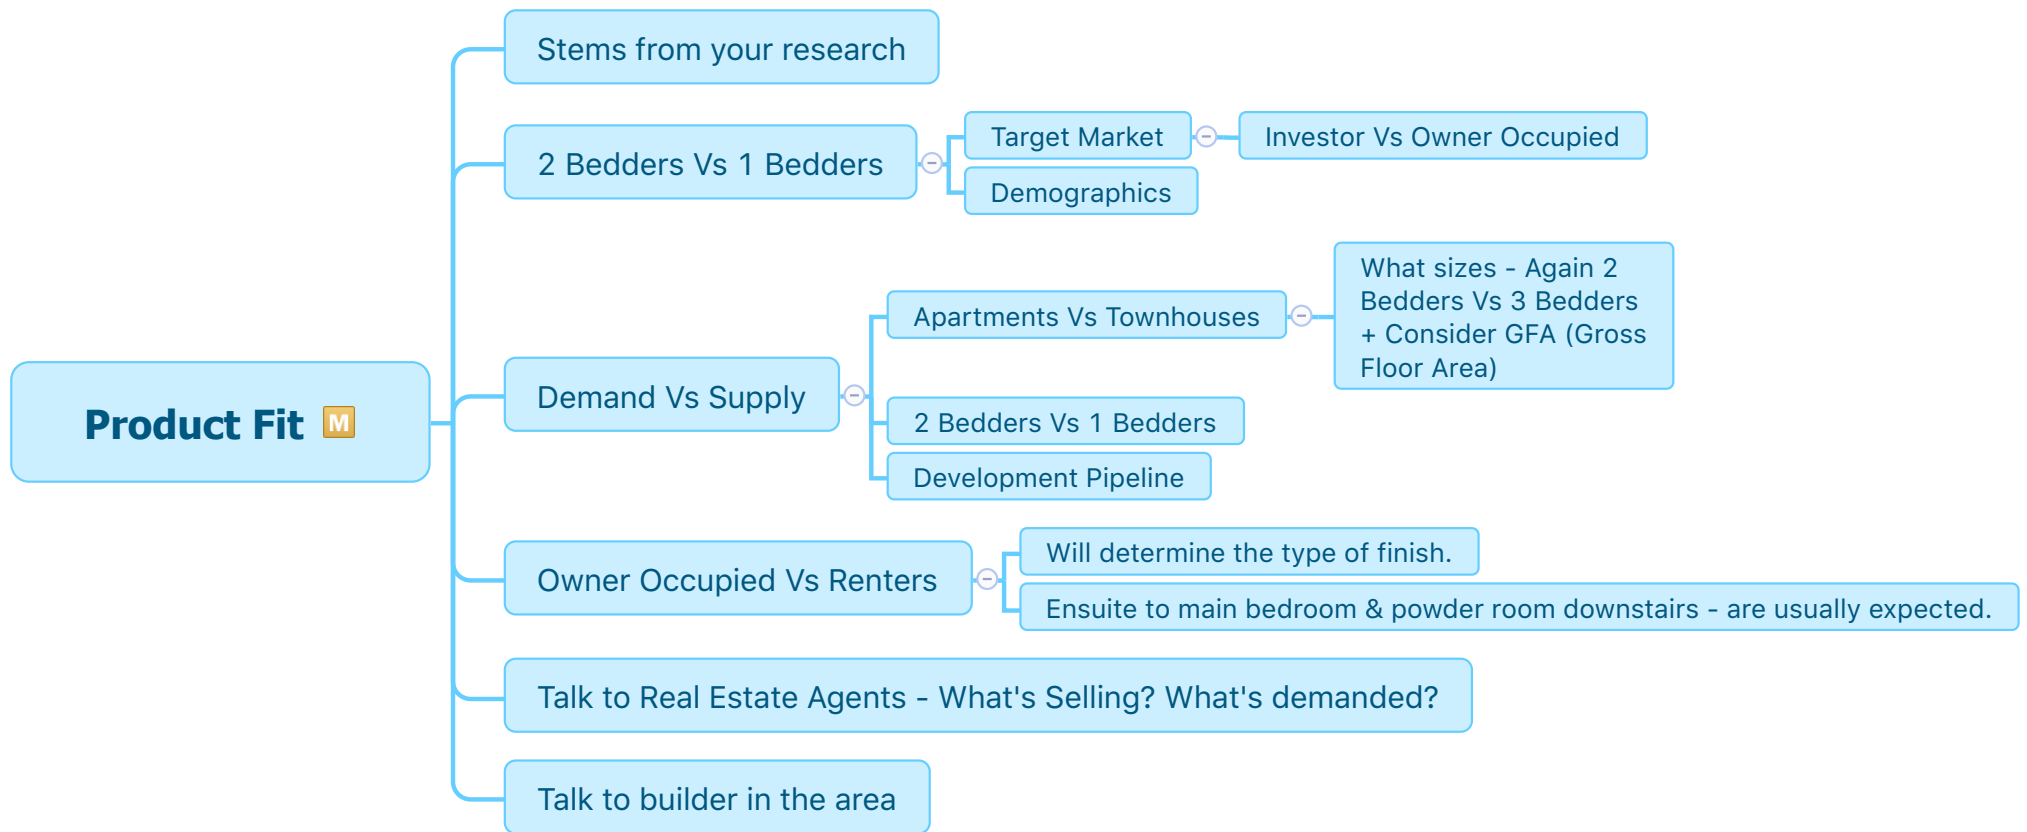 Stems from your research
2 Bedders Vs 1 Bedders
Target Market
Investor Vs Owner Occupied
Demographics
Product Fit M
Demand Vs Supply
Apartments Vs Townhouses
What sizes - Again 2
Bedders Vs 3 Bedders
+ Consider GFA (Gross
Floor Area)
2 Bedders Vs 1 Bedders
Development Pipeline
Owner Occupied Vs Renters
Will determine the type of finish.
Ensuite to main bedroom & powder room downstairs - are usually expected.
Talk to Real Estate Agents - What's Selling? What's demanded?
Talk to builder in the area